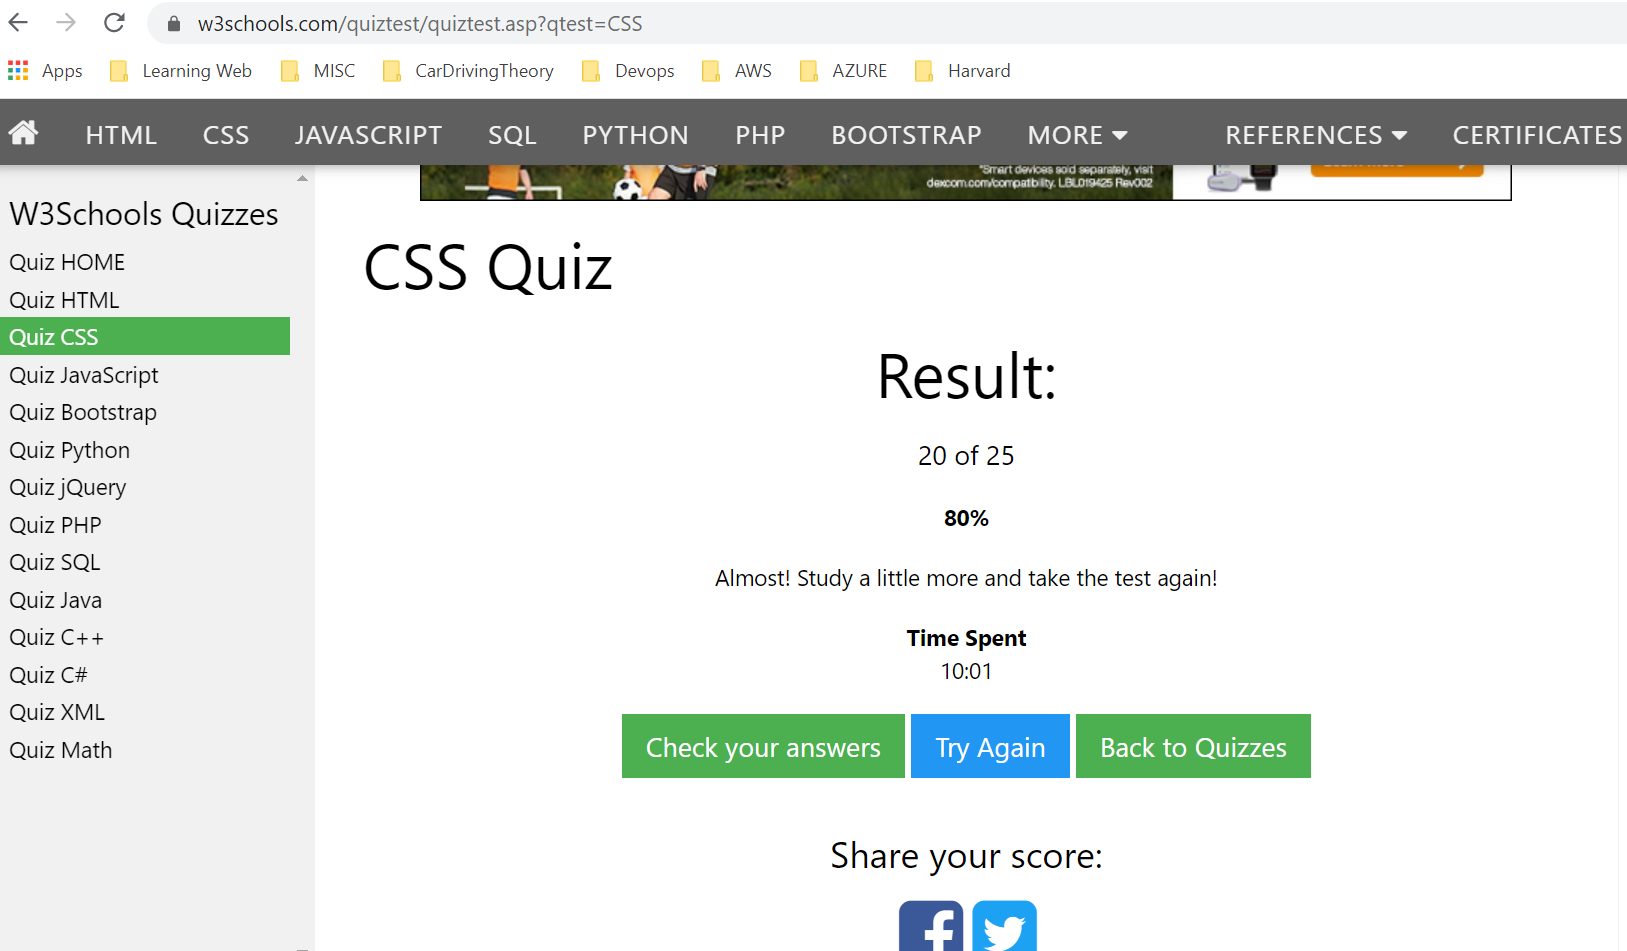 w3schools.com/quiztest/quiztest.asp?qtest=CSS
Apps Learning Web MISC CarDrivingTheory Devops AWS AZURE Harvard
HTML CSS JAVASCRIPT SQL PYTHON PHP BOOTSTRAP MORE REFERENCES CERTIFICATES
*Smart devices sold separately, visit
dexcom.com/compatibility. LBL019425 Rev002
W3Schools Quizzes
Quiz HOME
Quiz HTML
Quiz CSS
Quiz JavaScript
Quiz Bootstrap
Quiz Python
Quiz jQuery
Quiz PHP
Quiz SQL
Quiz Java
Quiz C++
Quiz C#
Quiz XML
Quiz Math
CSS Quiz
Result:
20 of 25
80%
Almost! Study a little more and take the test again!
Time Spent
10:01
Check your answers Try Again Back to Quizzes
Share your score: